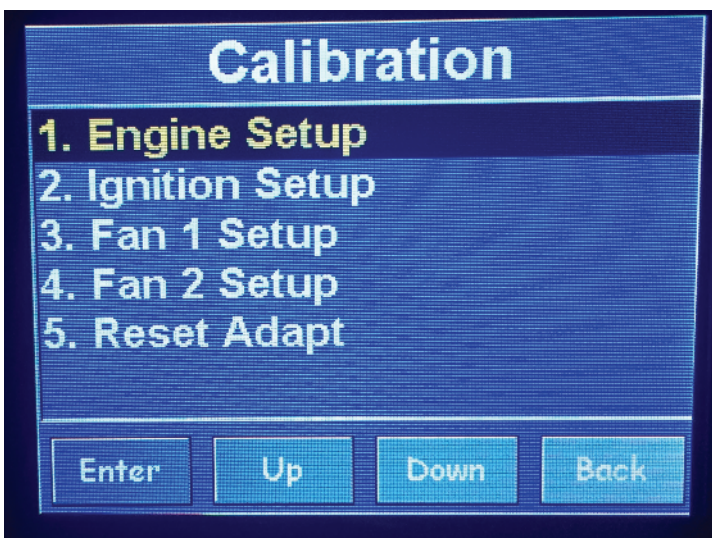 Calibration
1. Engine Setup
2. Ignition Setup
3. Fan 1 Setup
4. Fan 2 Setup
5. Reset Adapt
Enter Up Down Back